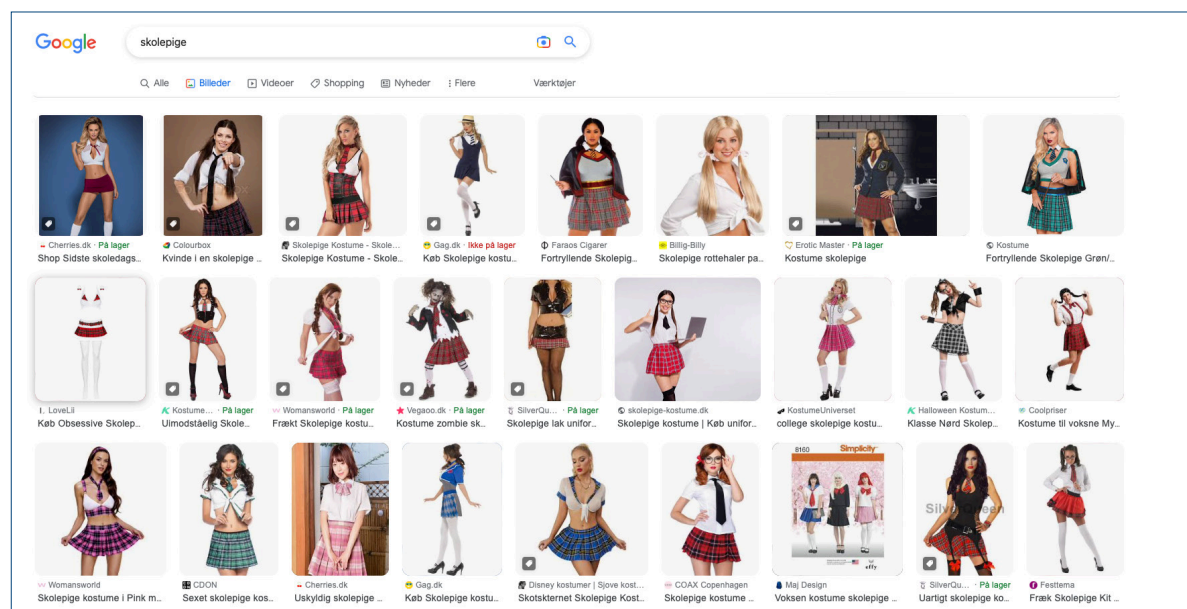 Google
skolepige
Alle
Billeder
Videoer
Shopping
Nyheder
Flere
Værktøjer
Cherries.dk · På lager
Shop Sidste skoledags...
Colourbox
Kvinde i en skolepige ...
Skolepige Kostume - Skole...
Skolepige Kostume - Skole...
Gag.dk · Ikke på lager
Køb Skolepige kostu...
Faraos Cigarer
Fortryllende Skolepig...
Billig-Billy
Skolepige rottehaler pa...
Erotic Master · På lager
Kostume skolepige
Kostume
Fortryllende Skolepige Grøn/...
LoveLii
Køb Obsessive Skolep...
Kostume... · På lager
Uimodståelig Skole...
Womansworld · På lager
Frækt Skolepige kostu...
Vegaoo.dk · På lager
Kostume zombie sk...
SilverQu... · På lager
Skolepige lak unifor...
skolepige-kostume.dk
Skolepige kostume | Køb unifor...
KostumeUniverset
college skolepige kostu...
Halloween Kostum...
Klasse Nørd Skolep...
Coolpriser
Kostume til voksne My...
8160
Simplicity
Silver Queen
Womansworld
Skolepige kostume i Pink m...
CDON
Sexet skolepige kos...
Cherries.dk
Uskyldig skolepige ...
Gag.dk
Køb Skolepige kostu...
Disney kostumer | Sjove kost...
Skotskternet Skolepige Kost...
COAX Copenhagen
Skolepige kostume ...
Maj Design
Voksen kostume skolepige ...
SilverQu... · På lager
Uartigt skolepige ko...
Festtema
Fræk Skolepige Kit ...